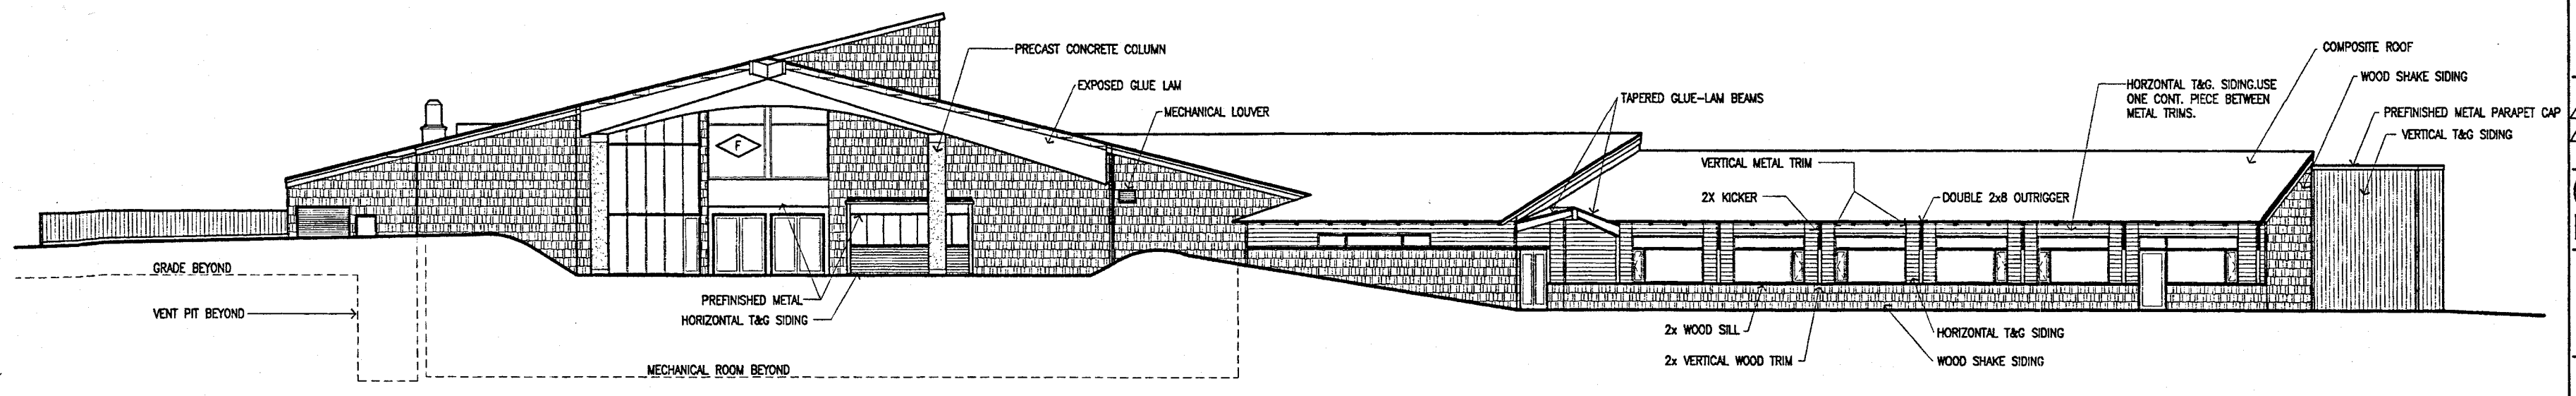 PRECAST CONCRETE COLUMN
EXPOSED GLUE LAM
MECHANICAL LOUVER
F
TAPERED GLUE-LAM BEAMS
COMPOSITE ROOF
WOOD SHAKE SIDING
HORZONTAL T&G. SIDING.USE
ONE CONT. PIECE BETWEEN
METAL TRIMS.
PREFINISHED METAL PARAPET CAP
VERTICAL T&G SIDING
VERTICAL METAL TRIM
2X KICKER
DOUBLE 2x8 OUTRIGGER
GRADE BEYOND
VENT PIT BEYOND
PREFINISHED METAL
HORIZONTAL T&G SIDING
MECHANICAL ROOM BEYOND
2x WOOD SILL
2x VERTICAL WOOD TRIM
HORIZONTAL T&G SIDING
WOOD SHAKE SIDING